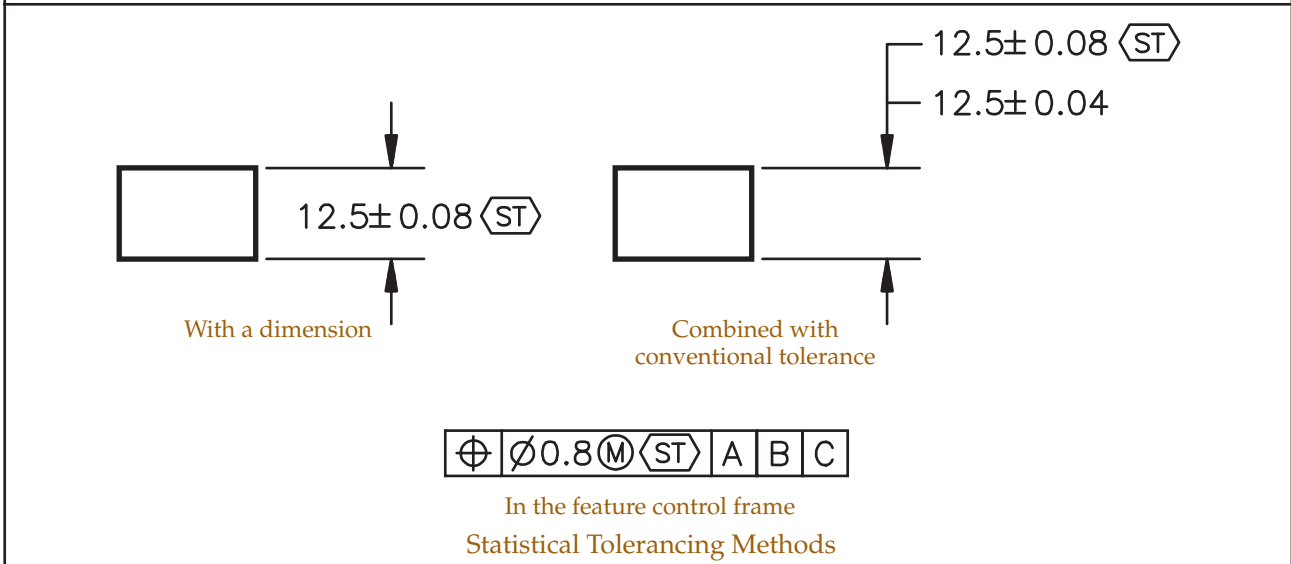 12.5± 0.08 ST
12.5± 0.04
12.5± 0.08 ST
With a dimension
Combined with
conventional tolerance
⌖ Ø0.8Ⓜ ST A B C
In the feature control frame
Statistical Tolerancing Methods